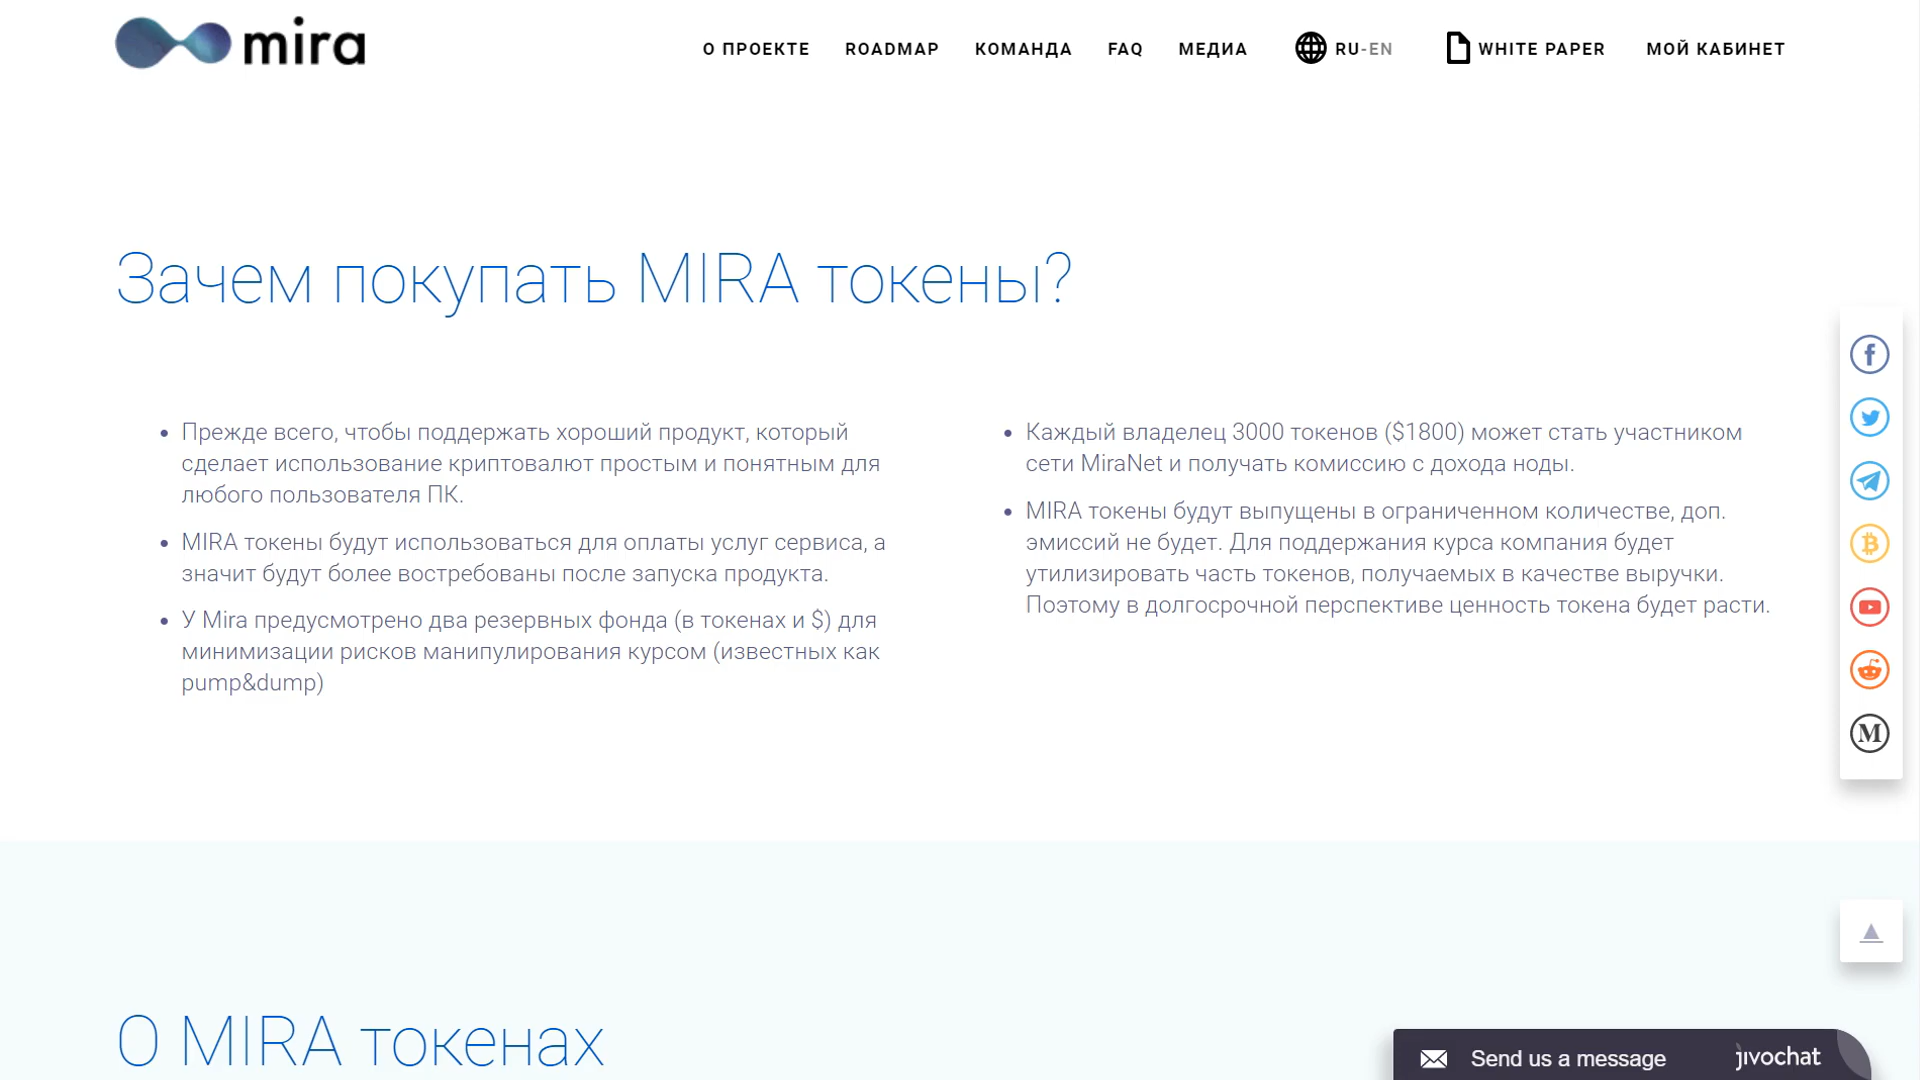 mira
О ПРОЕКТЕ ROADMAP КОМАНДА FAQ МЕДИА RU-EN WHITE PAPER МОЙ КАБИНЕТ
Зачем покупать MIRA токены?
Прежде всего, чтобы поддержать хороший продукт, который
сделает использование криптовалют простым и понятным для
любого пользователя ПК.
MIRA токены будут использоваться для оплаты услуг сервиса, а
значит будут более востребованы после запуска продукта.
У Mira предусмотрено два резервных фонда (в токенах и $) для
минимизации рисков манипулирования курсом (известных как
pump&dump)
Каждый владелец 3000 токенов ($1800) может стать участником
сети MiraNet и получать комиссию с дохода ноды.
MIRA токены будут выпущены в ограниченном количестве, доп.
эмиссий не будет. Для поддержания курса компания будет
утилизировать часть токенов, получаемых в качестве выручки.
Поэтому в долгосрочной перспективе ценность токена будет расти.
О MIRA токенах
Send us a message jivochat